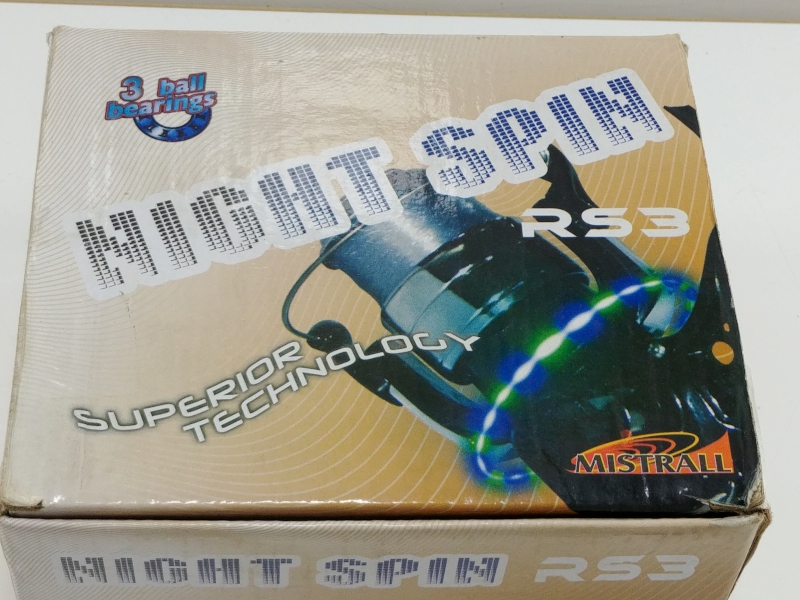 3 ball
bearings
NIGHT SPIN
RS3
SUPERIOR
TECHNOLOGY
MISTRALL
NIGHT SPIN RS3